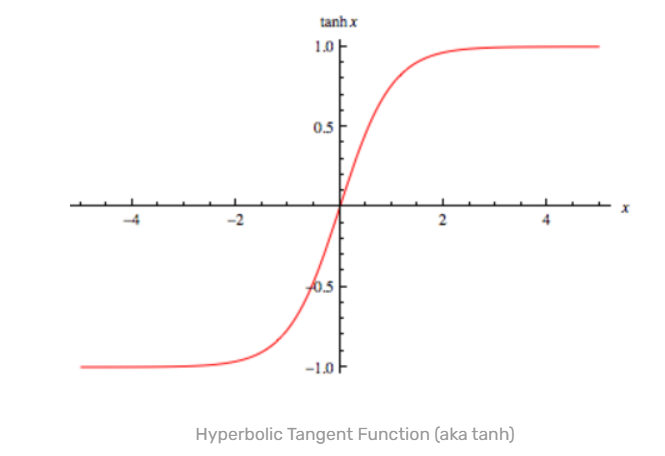 tanh x
1.0
0.5
−4 −2 2 4 x
−0.5
−1.0
Hyperbolic Tangent Function (aka tanh)